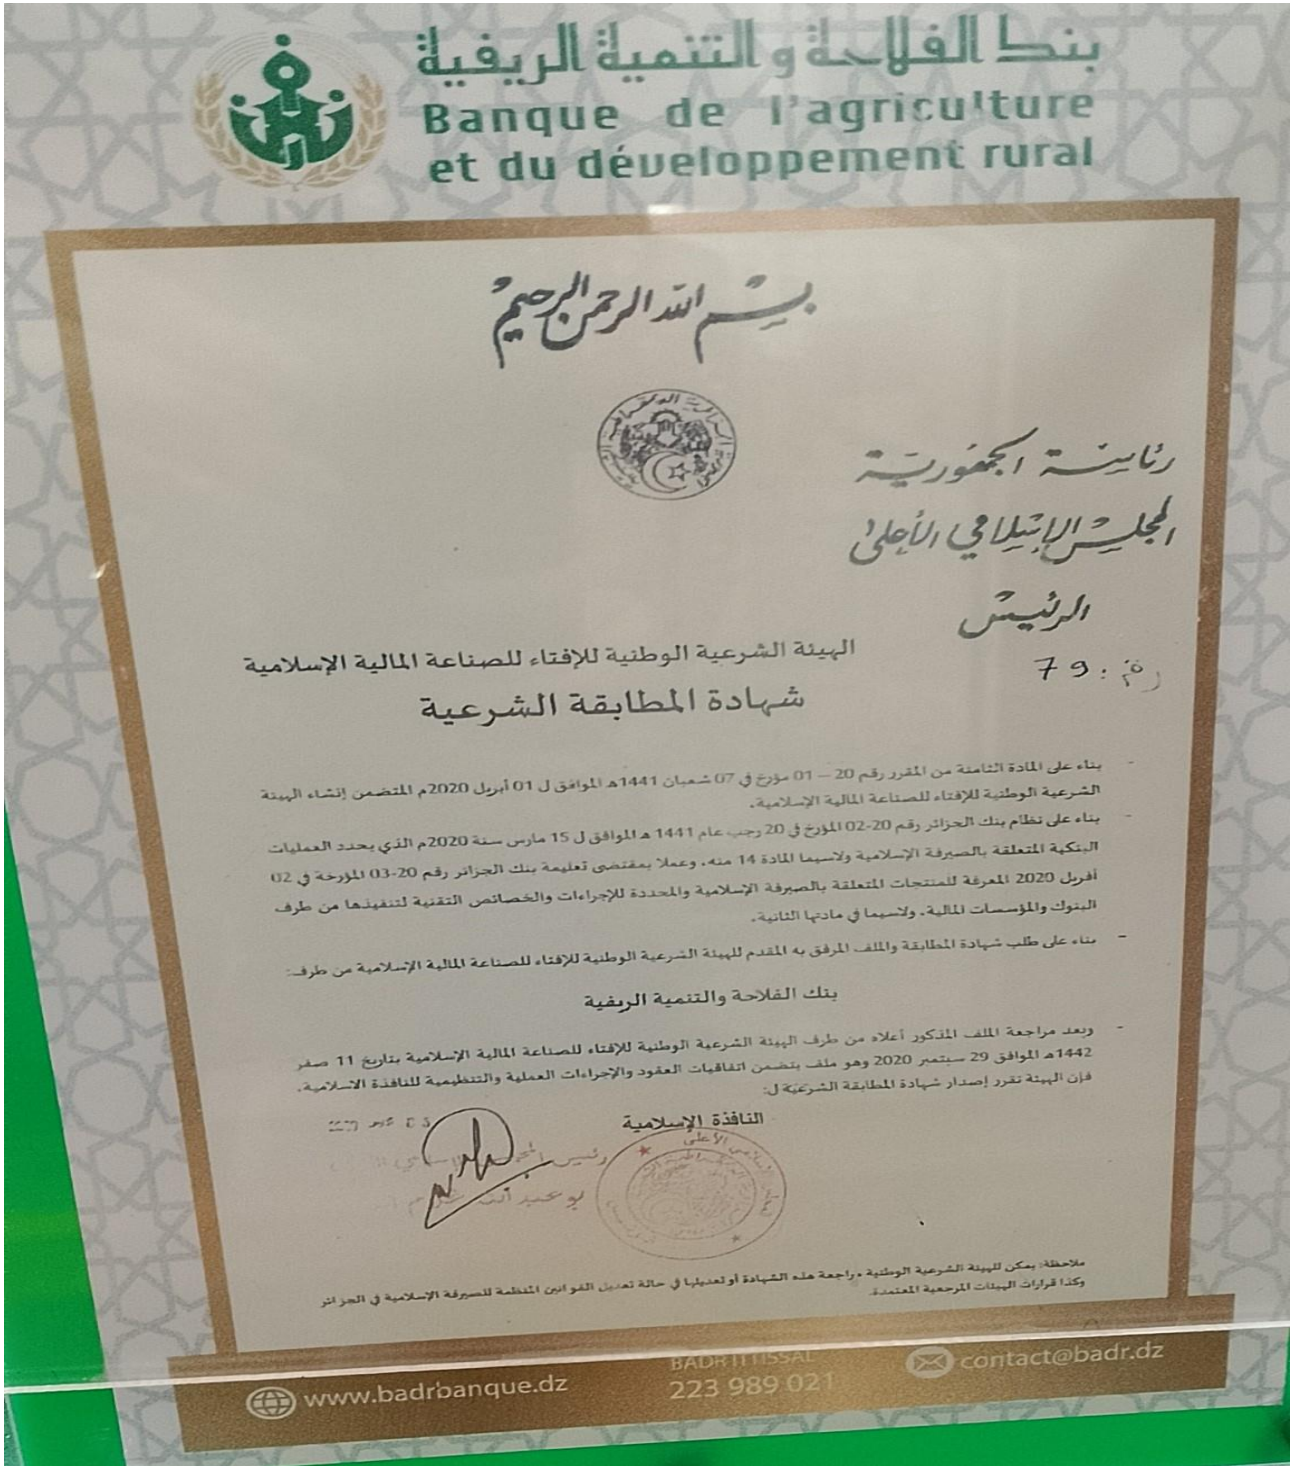 بنك الفلاحة والتنمية الريفية
Banque de l'agriculture
et du développement rural
بسم الله الرحمن الرحيم
رئاسة الجمهورية
المجلس الإسلامي الأعلى
الرئيس
رقم: 79
الهيئة الشرعية الوطنية للإفتاء للصناعة المالية الإسلامية
شهادة المطابقة الشرعية
- بناء على المادة الثامنة من المقرر رقم 20 – 01 مؤرخ في 07 شعبان 1441هـ الموافق ل 01 أبريل 2020م المتضمن إنشاء الهيئة
الشرعية الوطنية للإفتاء للصناعة المالية الإسلامية.
- بناء على نظام بنك الجزائر رقم 20-02 المؤرخ في 20 رجب عام 1441 هـ الموافق ل 15 مارس سنة 2020م الذي يحدد العمليات
البنكية المتعلقة بالصيرفة الإسلامية ولاسيما المادة 14 منه، وعملا بمقتضى تعليمة بنك الجزائر رقم 20-03 المؤرخة في 02
أفريل 2020 المعرفة للمنتجات المتعلقة بالصيرفة الإسلامية والمحددة للإجراءات والخصائص التقنية لتنفيذها من طرف
البنوك والمؤسسات المالية، ولاسيما في مادتها الثانية.
- بناء على طلب شهادة المطابقة والملف المرفق به المقدم للهيئة الشرعية الوطنية للإفتاء للصناعة المالية الإسلامية من طرف:
بنك الفلاحة والتنمية الريفية
- وبعد مراجعة الملف المذكور أعلاه من طرف الهيئة الشرعية الوطنية للإفتاء للصناعة المالية الإسلامية بتاريخ 11 صفر
1442هـ الموافق 29 سبتمبر 2020 وهو ملف يتضمن اتفاقيات العقود والإجراءات العملية والتنظيمية للنافذة الاسلامية.
فإن الهيئة تقرر إصدار شهادة المطابقة الشرعية ل:
النافذة الإسلامية
رئيس
بو عبد الله
ملاحظة: يمكن للهيئة الشرعية الوطنية مراجعة هذه الشهادة أو تعديلها في حالة تعديل القوانين المنظمة للصيرفة الإسلامية في الجزائر
وكذا قرارات الهيئات المرجعية المعتمدة.
www.badrbanque.dz
BADR ITTISSAL
021 989 223
contact@badr.dz